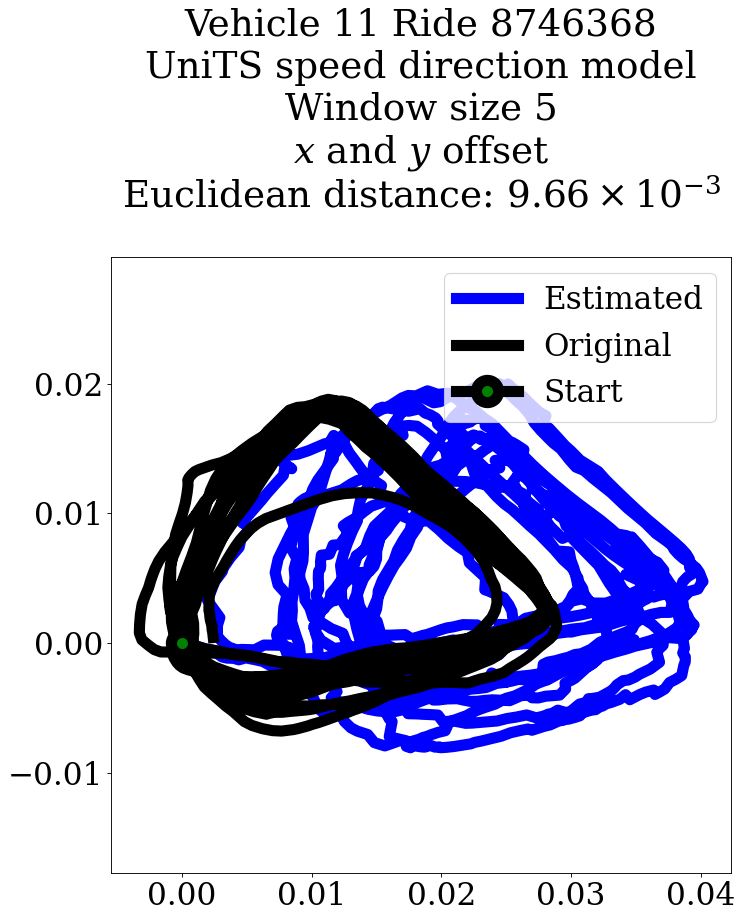 Vehicle 11 Ride 8746368
UniTS speed direction model
Window size 5
x and y offset
Euclidean distance: 9.66 × 10⁻³
Estimated
Original
Start
0.02
0.01
0.00
−0.01
0.00 0.01 0.02 0.03 0.04